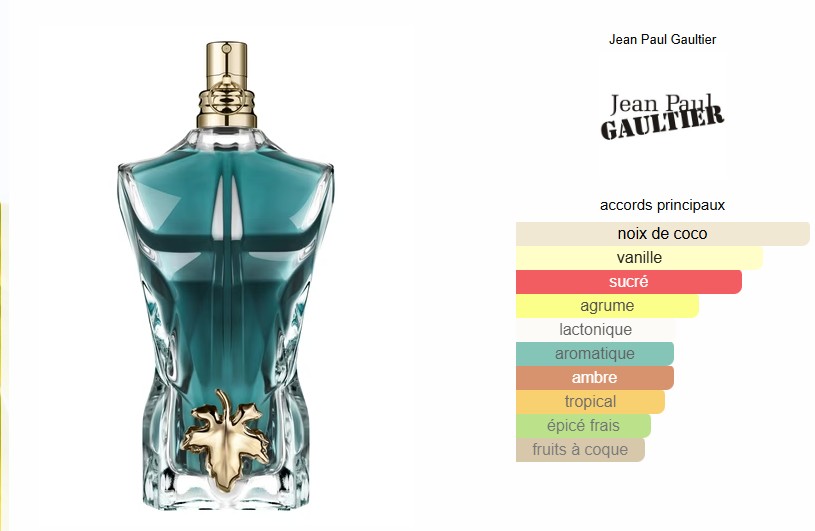 Jean Paul Gaultier
Jean Paul
GAULTIER
accords principaux
noix de coco
vanille
sucré
agrume
lactonique
aromatique
ambre
tropical
épicé frais
fruits à coque